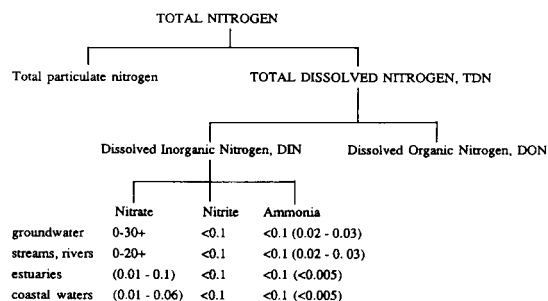 TOTAL NITROGEN
Total particulate nitrogen TOTAL DISSOLVED NITROGEN, TDN
Dissolved Inorganic Nitrogen, DIN Dissolved Organic Nitrogen, DON
Nitrate Nitrite Ammonia
groundwater 0-30+ <0.1 <0.1 (0.02 - 0.03)
streams, rivers 0-20+ <0.1 <0.1 (0.02 - 0.03)
estuaries (0.01 - 0.1) <0.1 <0.1 (<0.005)
coastal waters (0.01 - 0.06) <0.1 <0.1 (<0.005)